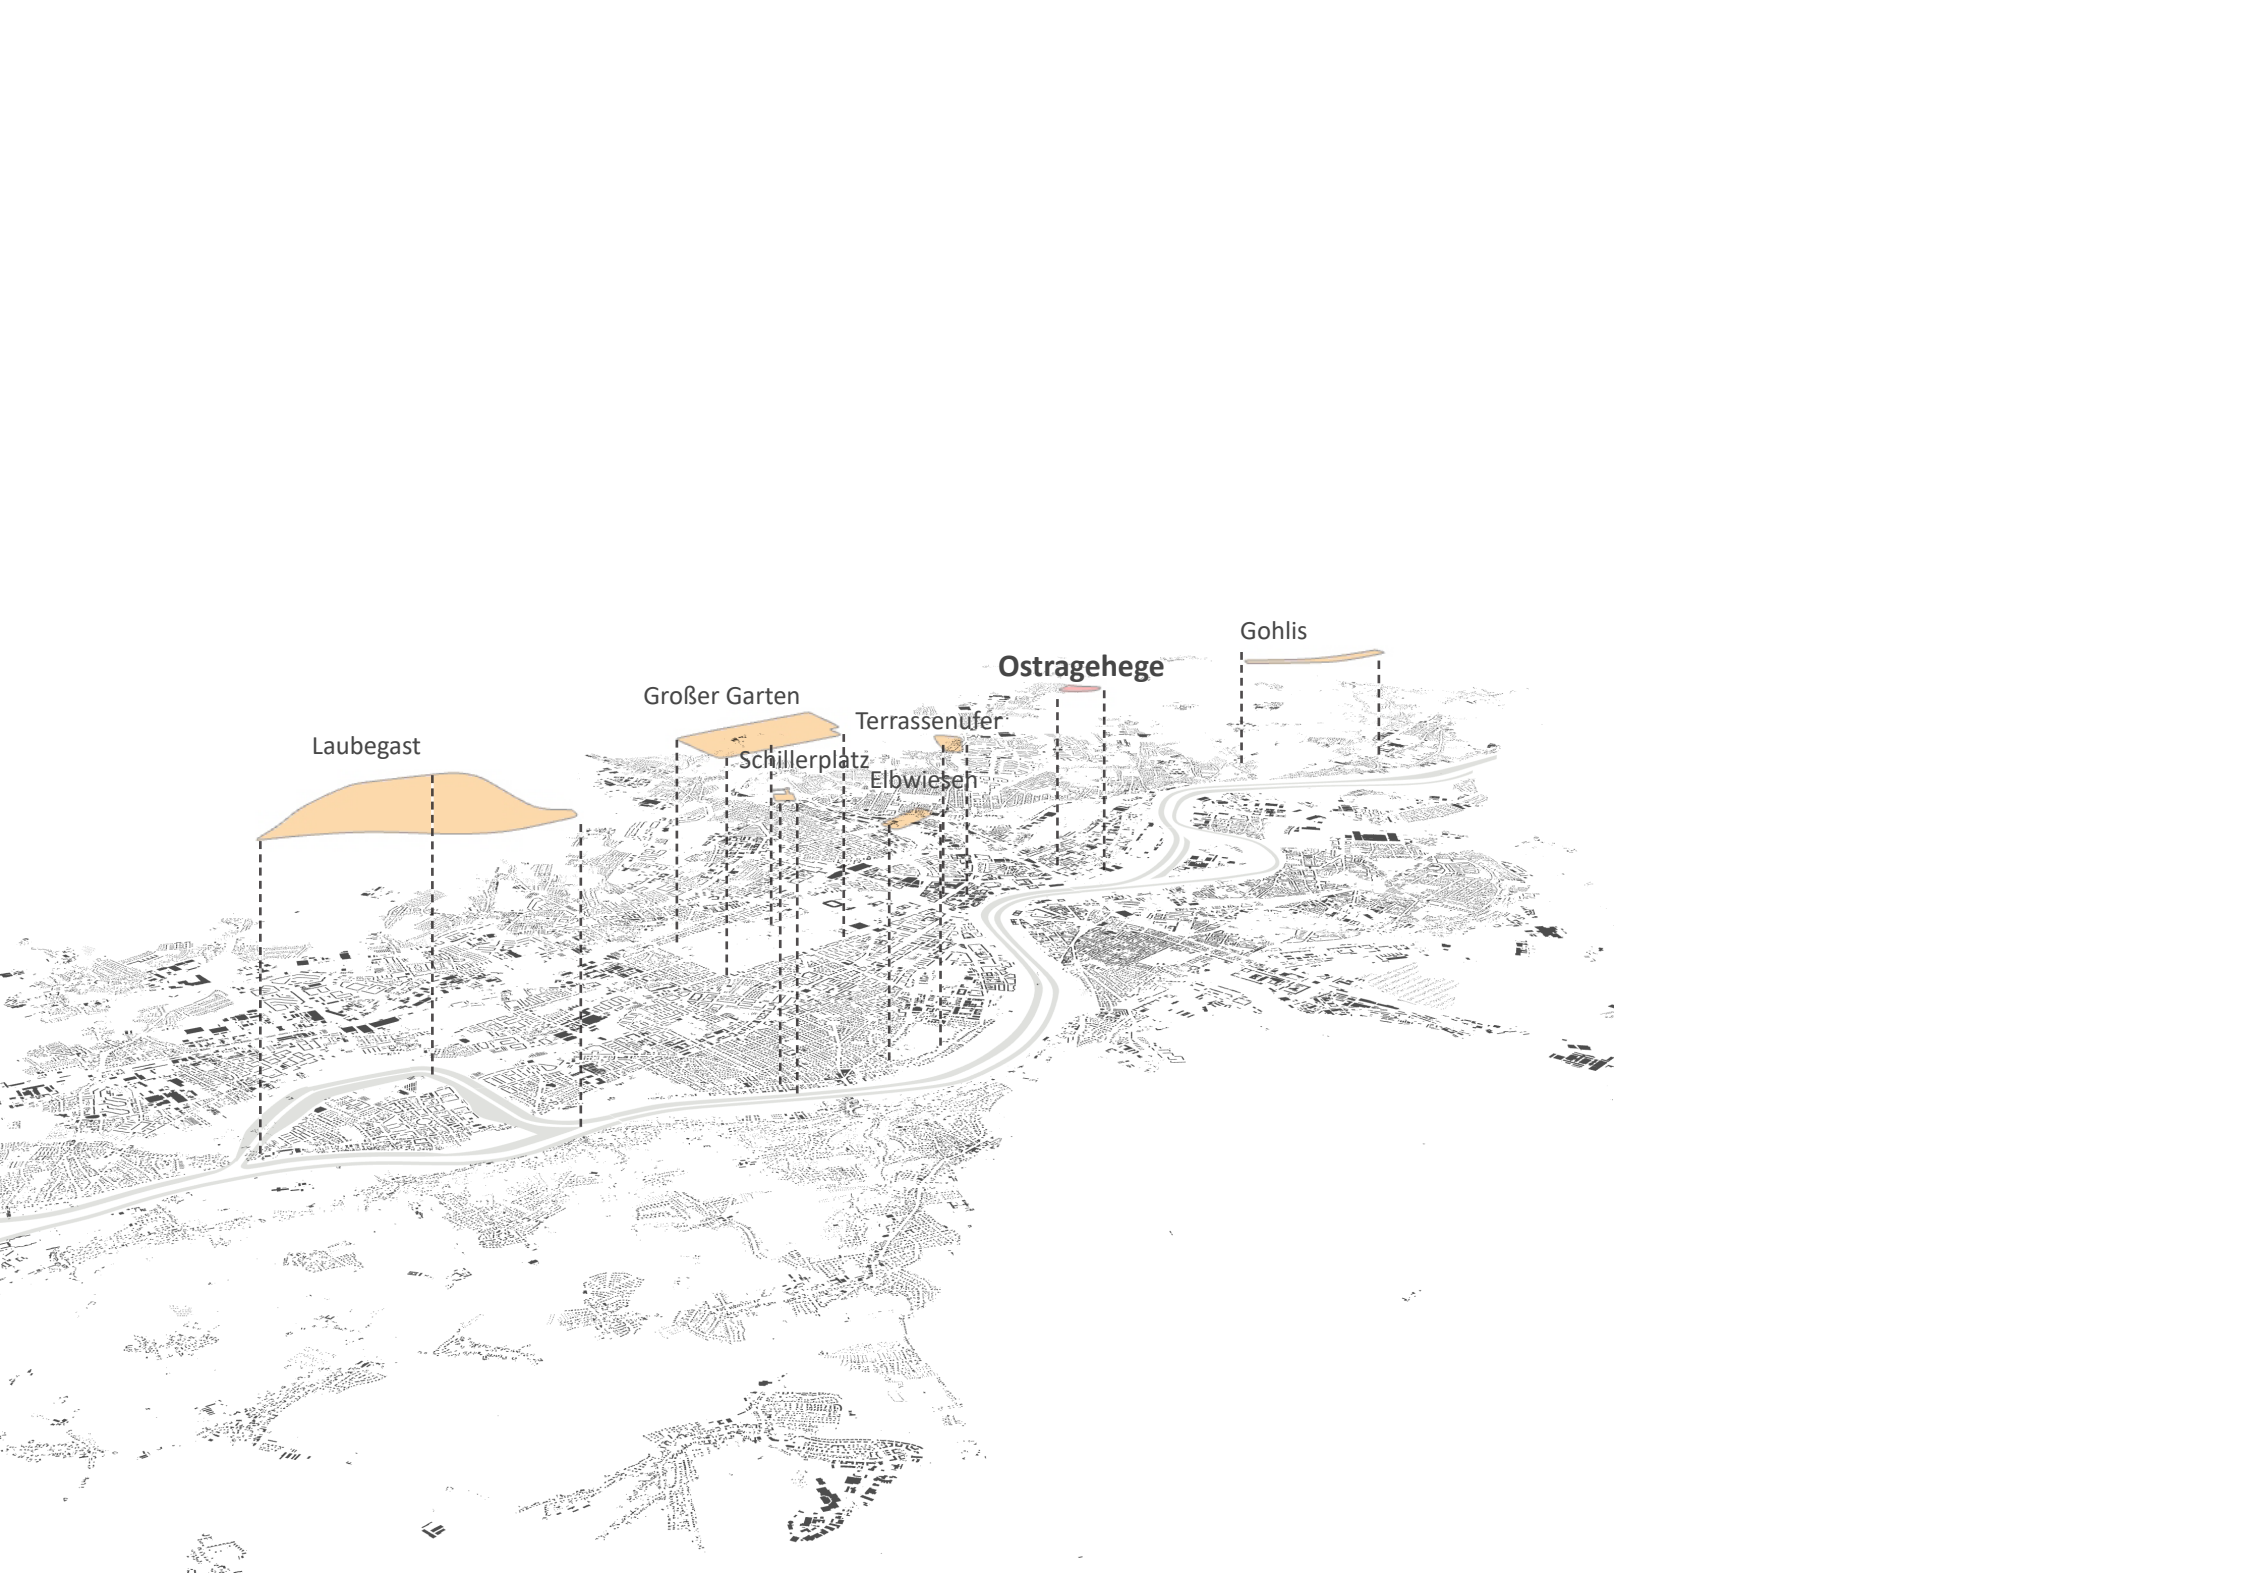 Gohlis
Ostragehege
Großer Garten
Terrassenufer
Laubegast
Schillerplatz
Elbwiesen